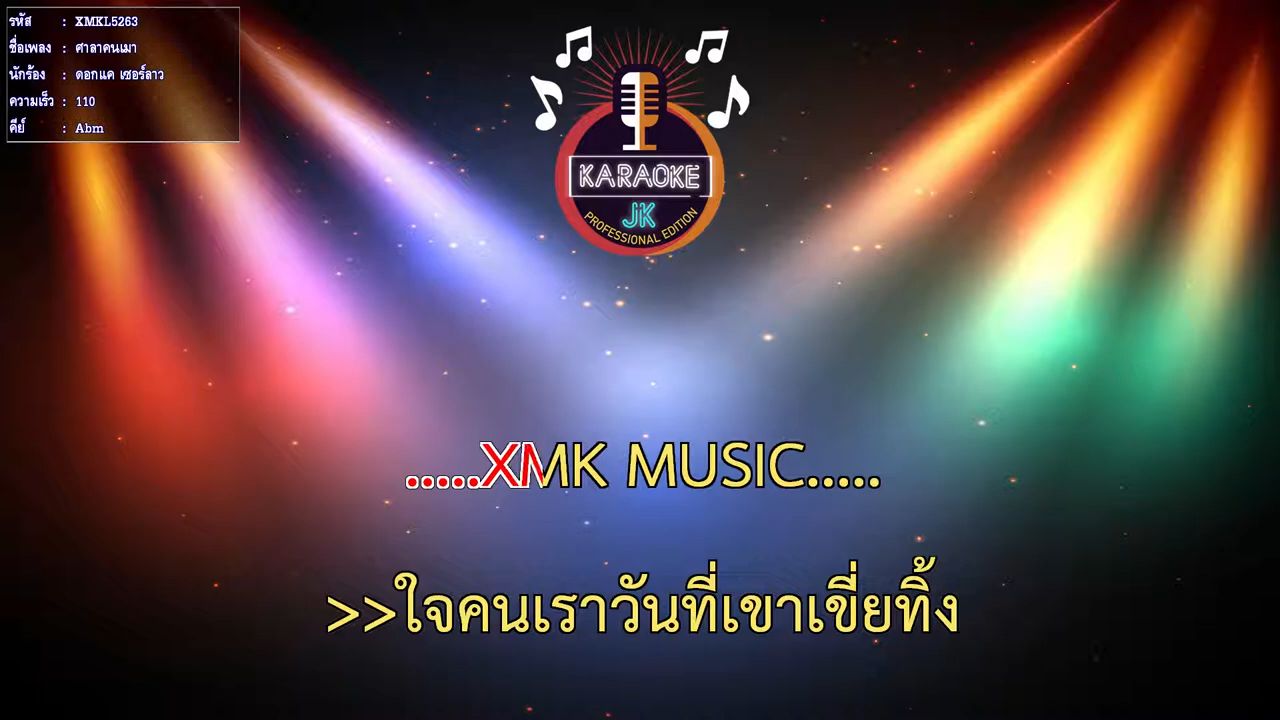 รหัส : XMKL5263
ชื่อเพลง : ศาลาคนเมา
นักร้อง : ดอกแค เซอร์ลาว
ความเร็ว : 110
คีย์ : Abm
KARAOKE
JK
PROFESSIONAL EDITION
.....XMK MUSIC.....
>>ใจคนเราวันที่เขาเขี่ยทิ้ง